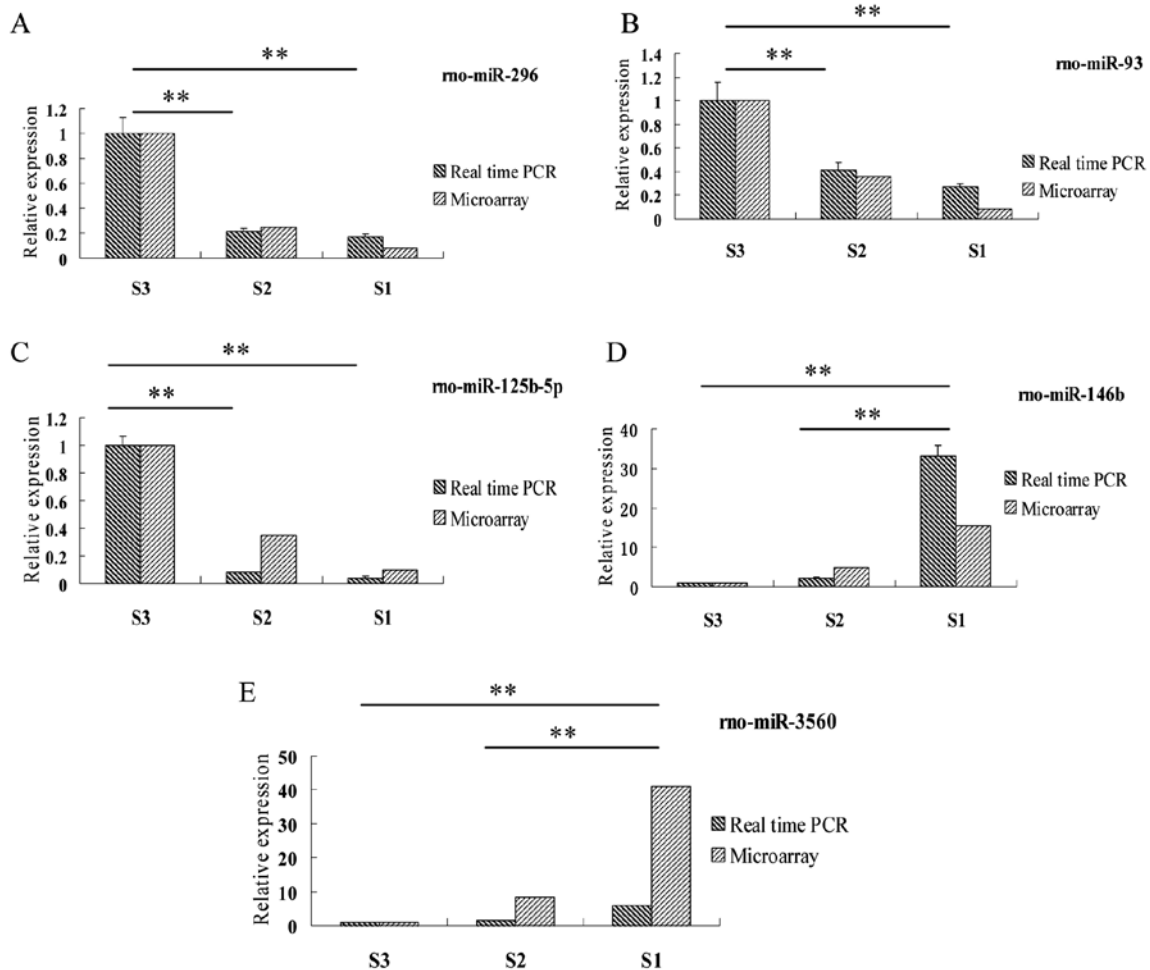 A
**
**
rno-miR-296
Relative expression
1.2
1
0.8
0.6
0.4
0.2
0
S3 S2 S1
Real time PCR
Microarray
B
**
**
rno-miR-93
Relative expression
1.4
1.2
1
0.8
0.6
0.4
0.2
0
S3 S2 S1
Real time PCR
Microarray
C
**
**
rno-miR-125b-5p
Relative expression
1.2
1
0.8
0.6
0.4
0.2
0
S3 S2 S1
Real time PCR
Microarray
D
**
**
rno-miR-146b
Relative expression
40
30
20
10
0
S3 S2 S1
Real time PCR
Microarray
E
**
**
rno-miR-3560
Relative expression
50
40
30
20
10
0
S3 S2 S1
Real time PCR
Microarray